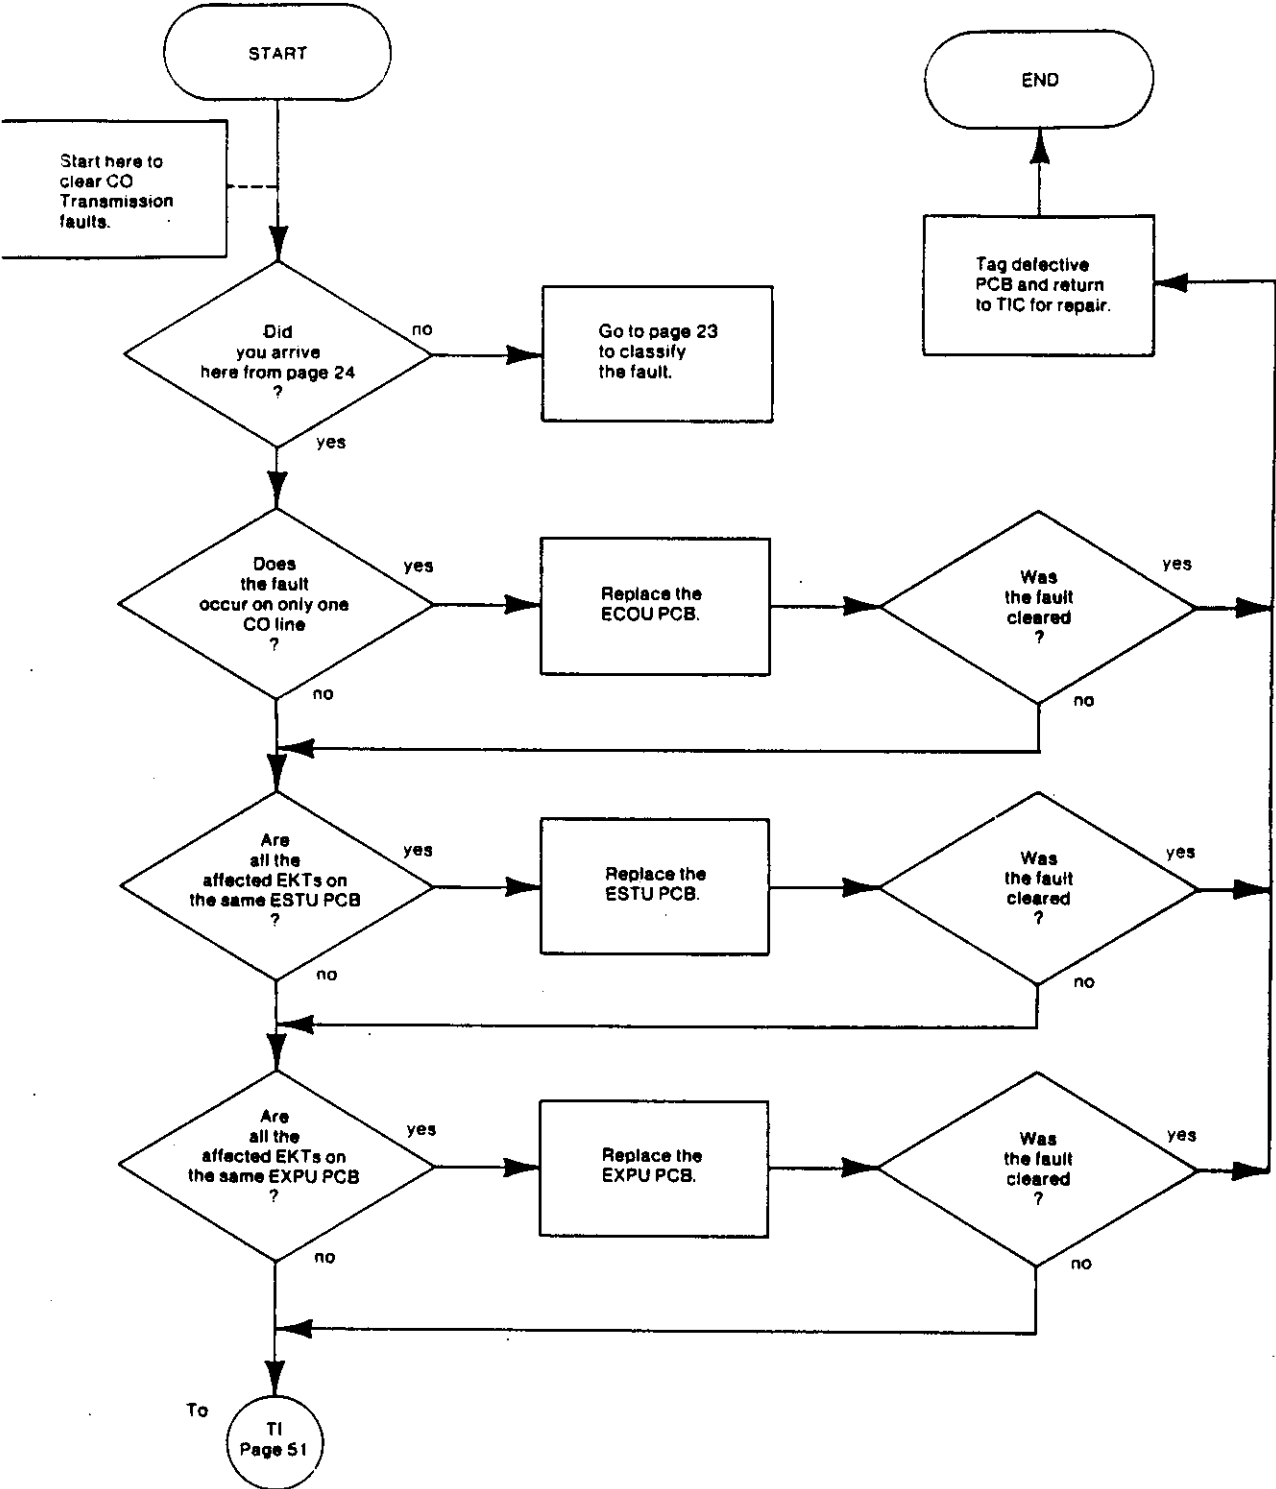 START
END
Start here to
clear CO
Transmission
faults.
Tag defective
PCB and return
to TIC for repair.
Did
you arrive
here from page 24
?
no
Go to page 23
to classify
the fault.
yes
Does
the fault
occur on only one
CO line
?
yes
Replace the
ECOU PCB.
Was
the fault
cleared
?
yes
no
no
Are
all the
affected EKTs on
the same ESTU PCB
?
yes
Replace the
ESTU PCB.
Was
the fault
cleared
?
yes
no
no
Are
all the
affected EKTs on
the same EXPU PCB
?
yes
Replace the
EXPU PCB.
Was
the fault
cleared
?
yes
no
no
To
TI
Page 51